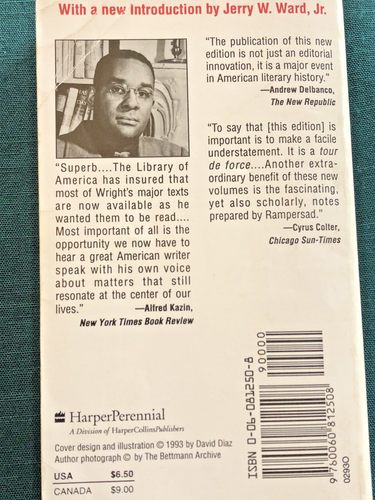 With a new Introduction by Jerry W. Ward, Jr.
"The publication of this new
edition is not just an editorial
innovation, it is a major event
in American literary history."
—Andrew Delbanco,
The New Republic
"To say that [this edition] is
important is to make a facile
understatement. It is a tour
de force....Another extra-
ordinary benefit of these new
volumes is the fascinating,
yet also scholarly, notes
prepared by Rampersad."
—Cyrus Colter,
Chicago Sun-Times
"Superb....The Library of
America has insured that
most of Wright's major texts
are now available as he
wanted them to be read....
Most important of all is the
opportunity we now have to
hear a great American writer
speak with his own voice
about matters that still
resonate at the center of our
lives." —Alfred Kazin,
New York Times Book Review
HarperPerennial
A Division of HarperCollinsPublishers
Cover design and illustration © 1993 by David Diaz
Author photograph © by The Bettmann Archive
USA $6.50
CANADA $9.00
ISBN 0-06-081250-8
90000
9 780060 812508
0293O